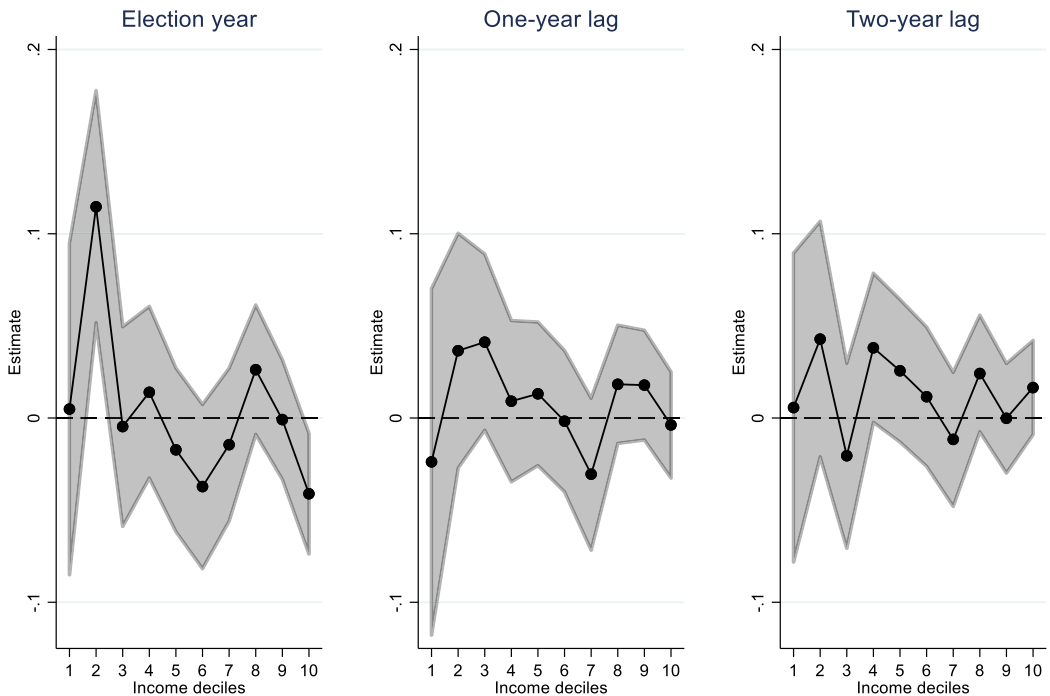 Election year
.2
.1
0
-.1
Estimate
1 2 3 4 5 6 7 8 9 10
Income deciles
One-year lag
.2
.1
0
-.1
Estimate
1 2 3 4 5 6 7 8 9 10
Income deciles
Two-year lag
.2
.1
0
-.1
Estimate
1 2 3 4 5 6 7 8 9 10
Income deciles